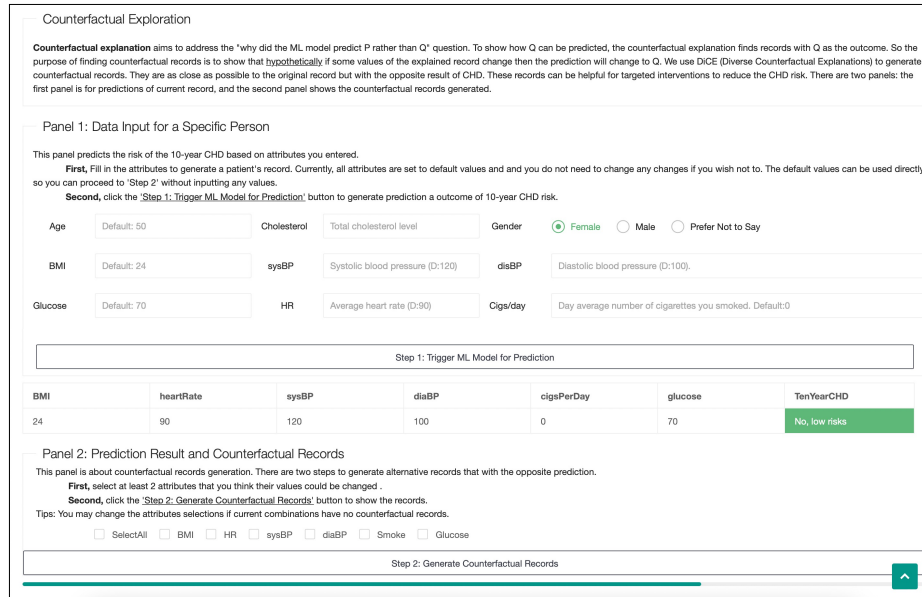 Counterfactual Exploration
Counterfactual explanation aims to address the "why did the ML model predict P rather than Q" question. To show how Q can be predicted, the counterfactual explanation finds records with Q as the outcome. So the
purpose of finding counterfactual records is to show that hypothetically if some values of the explained record change then the prediction will change to Q. We use DiCE (Diverse Counterfactual Explanations) to generate
counterfactual records. They are as close as possible to the original record but with the opposite result of CHD. These records can be helpful for targeted interventions to reduce the CHD risk. There are two panels: the
first panel is for predictions of current record, and the second panel shows the counterfactual records generated.
Panel 1: Data Input for a Specific Person
This panel predicts the risk of the 10-year CHD based on attributes you entered.
First, Fill in the attributes to generate a patient's record. Currently, all attributes are set to default values and and you do not need to change any changes if you wish not to. The default values can be used directly
so you can proceed to 'Step 2' without inputting any values.
Second, click the 'Step 1: Trigger ML Model for Prediction' button to generate prediction a outcome of 10-year CHD risk.
Age Default: 50 Cholesterol Total cholesterol level Gender Female Male Prefer Not to Say
BMI Default: 24 sysBP Systolic blood pressure (D:120) disBP Diastolic blood pressure (D:100).
Glucose Default: 70 HR Average heart rate (D:90) Cigs/day Day average number of cigarettes you smoked. Default:0
Step 1: Trigger ML Model for Prediction
BMI heartRate sysBP diaBP cigsPerDay glucose TenYearCHD
24 90 120 100 0 70 No, low risks
Panel 2: Prediction Result and Counterfactual Records
This panel is about counterfactual records generation. There are two steps to generate alternative records that with the opposite prediction.
First, select at least 2 attributes that you think their values could be changed .
Second, click the 'Step 2: Generate Counterfactual Records' button to show the records.
Tips: You may change the attributes selections if current combinations have no counterfactual records.
SelectAll BMI HR sysBP diaBP Smoke Glucose
Step 2: Generate Counterfactual Records